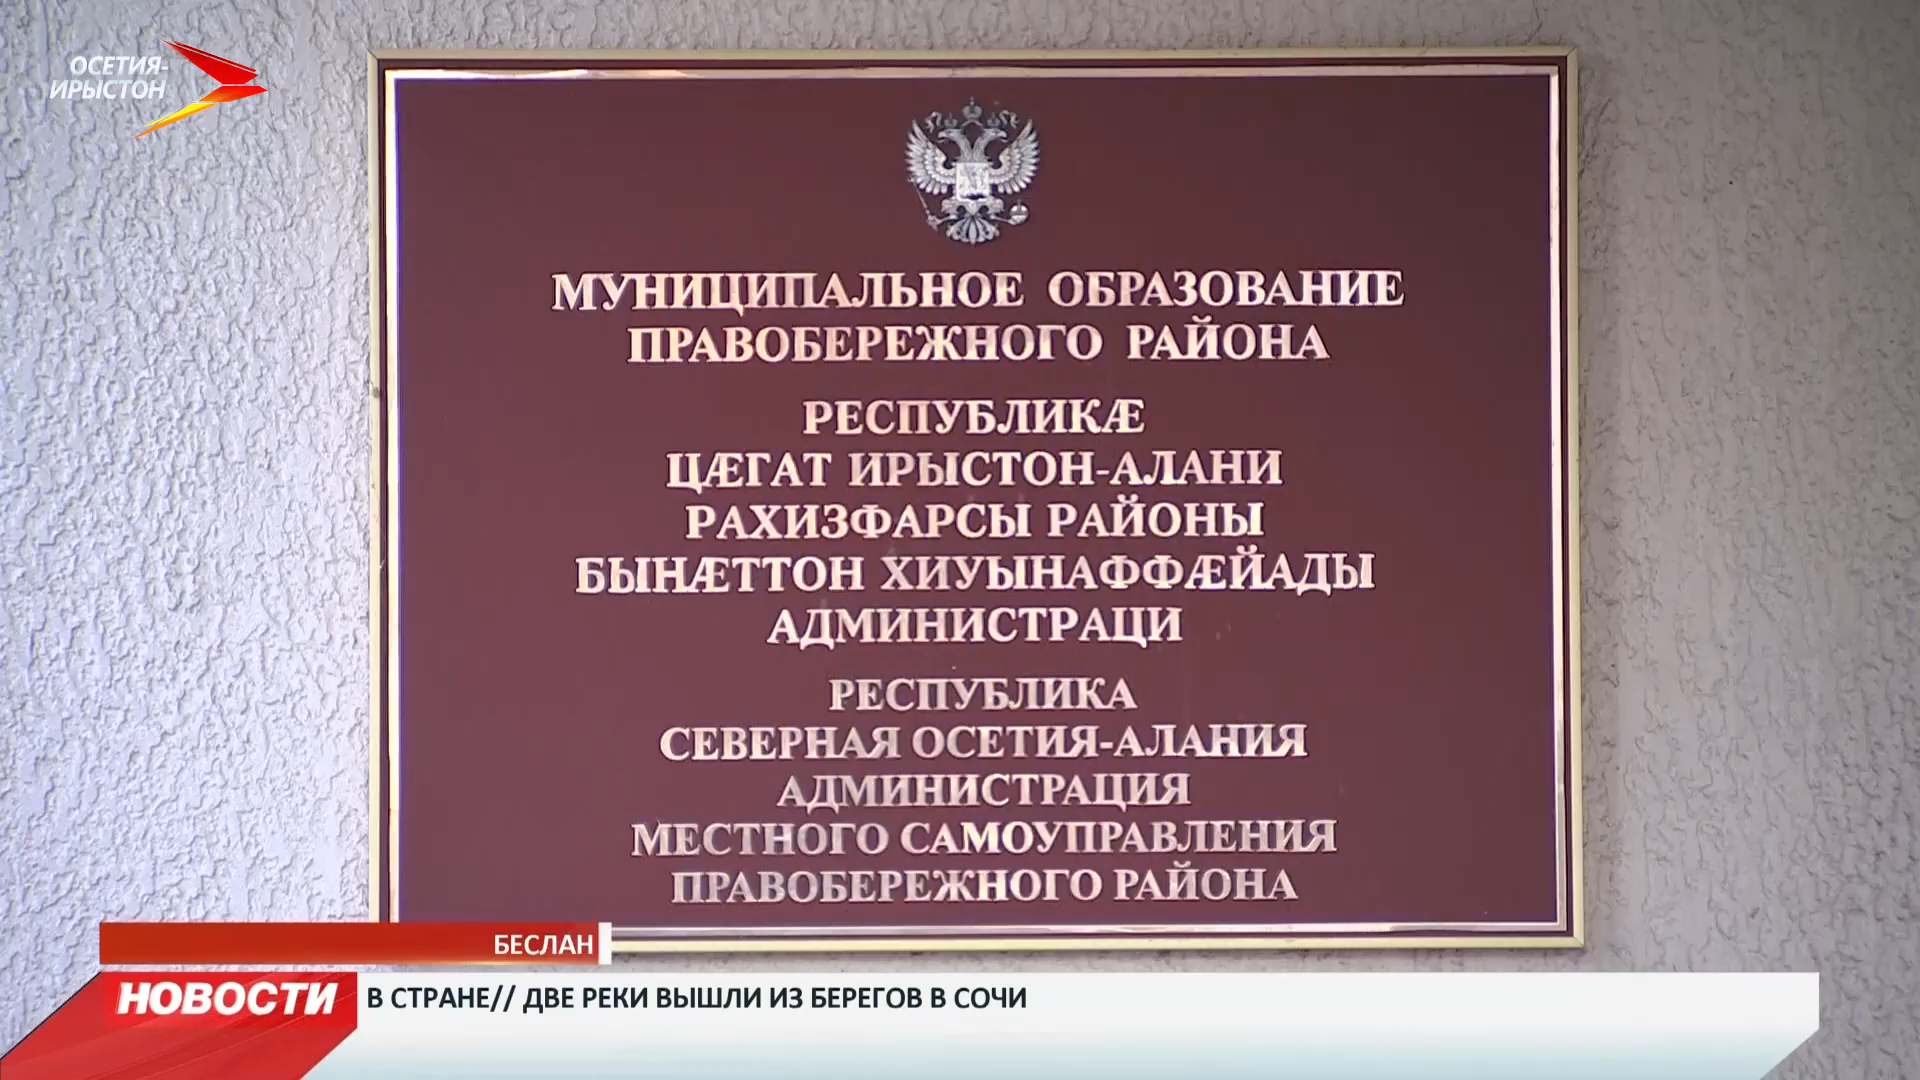 ОСЕТИЯ-
ИРЫСТОН
МУНИЦИПАЛЬНОЕ ОБРАЗОВАНИЕ
ПРАВОБЕРЕЖНОГО РАЙОНА
РЕСПУБЛИКÆ
ЦÆГАТ ИРЫСТОН-АЛАНИ
РАХИЗФАРСЫ РАЙОНЫ
БЫНÆТТОН ХИУЫНАФФÆЙАДЫ
АДМИНИСТРАЦИ
РЕСПУБЛИКА
СЕВЕРНАЯ ОСЕТИЯ-АЛАНИЯ
АДМИНИСТРАЦИЯ
МЕСТНОГО САМОУПРАВЛЕНИЯ
ПРАВОБЕРЕЖНОГО РАЙОНА
БЕСЛАН
НОВОСТИ В СТРАНЕ// ДВЕ РЕКИ ВЫШЛИ ИЗ БЕРЕГОВ В СОЧИ